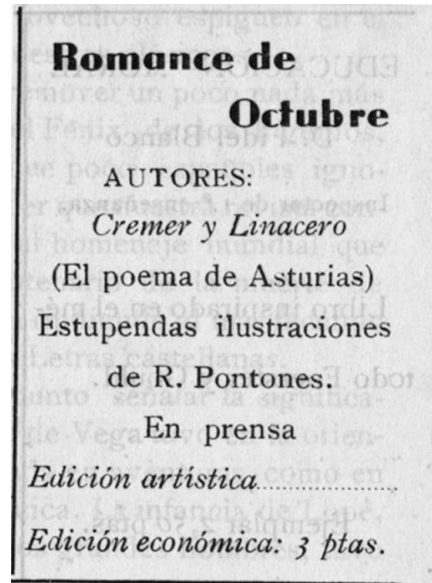 Romance de
Octubre
AUTORES:
Cremer y Linacero
(El poema de Asturias)
Estupendas ilustraciones
de R. Pontones.
En prensa
Edición artística....................
Edición económica: 3 ptas.